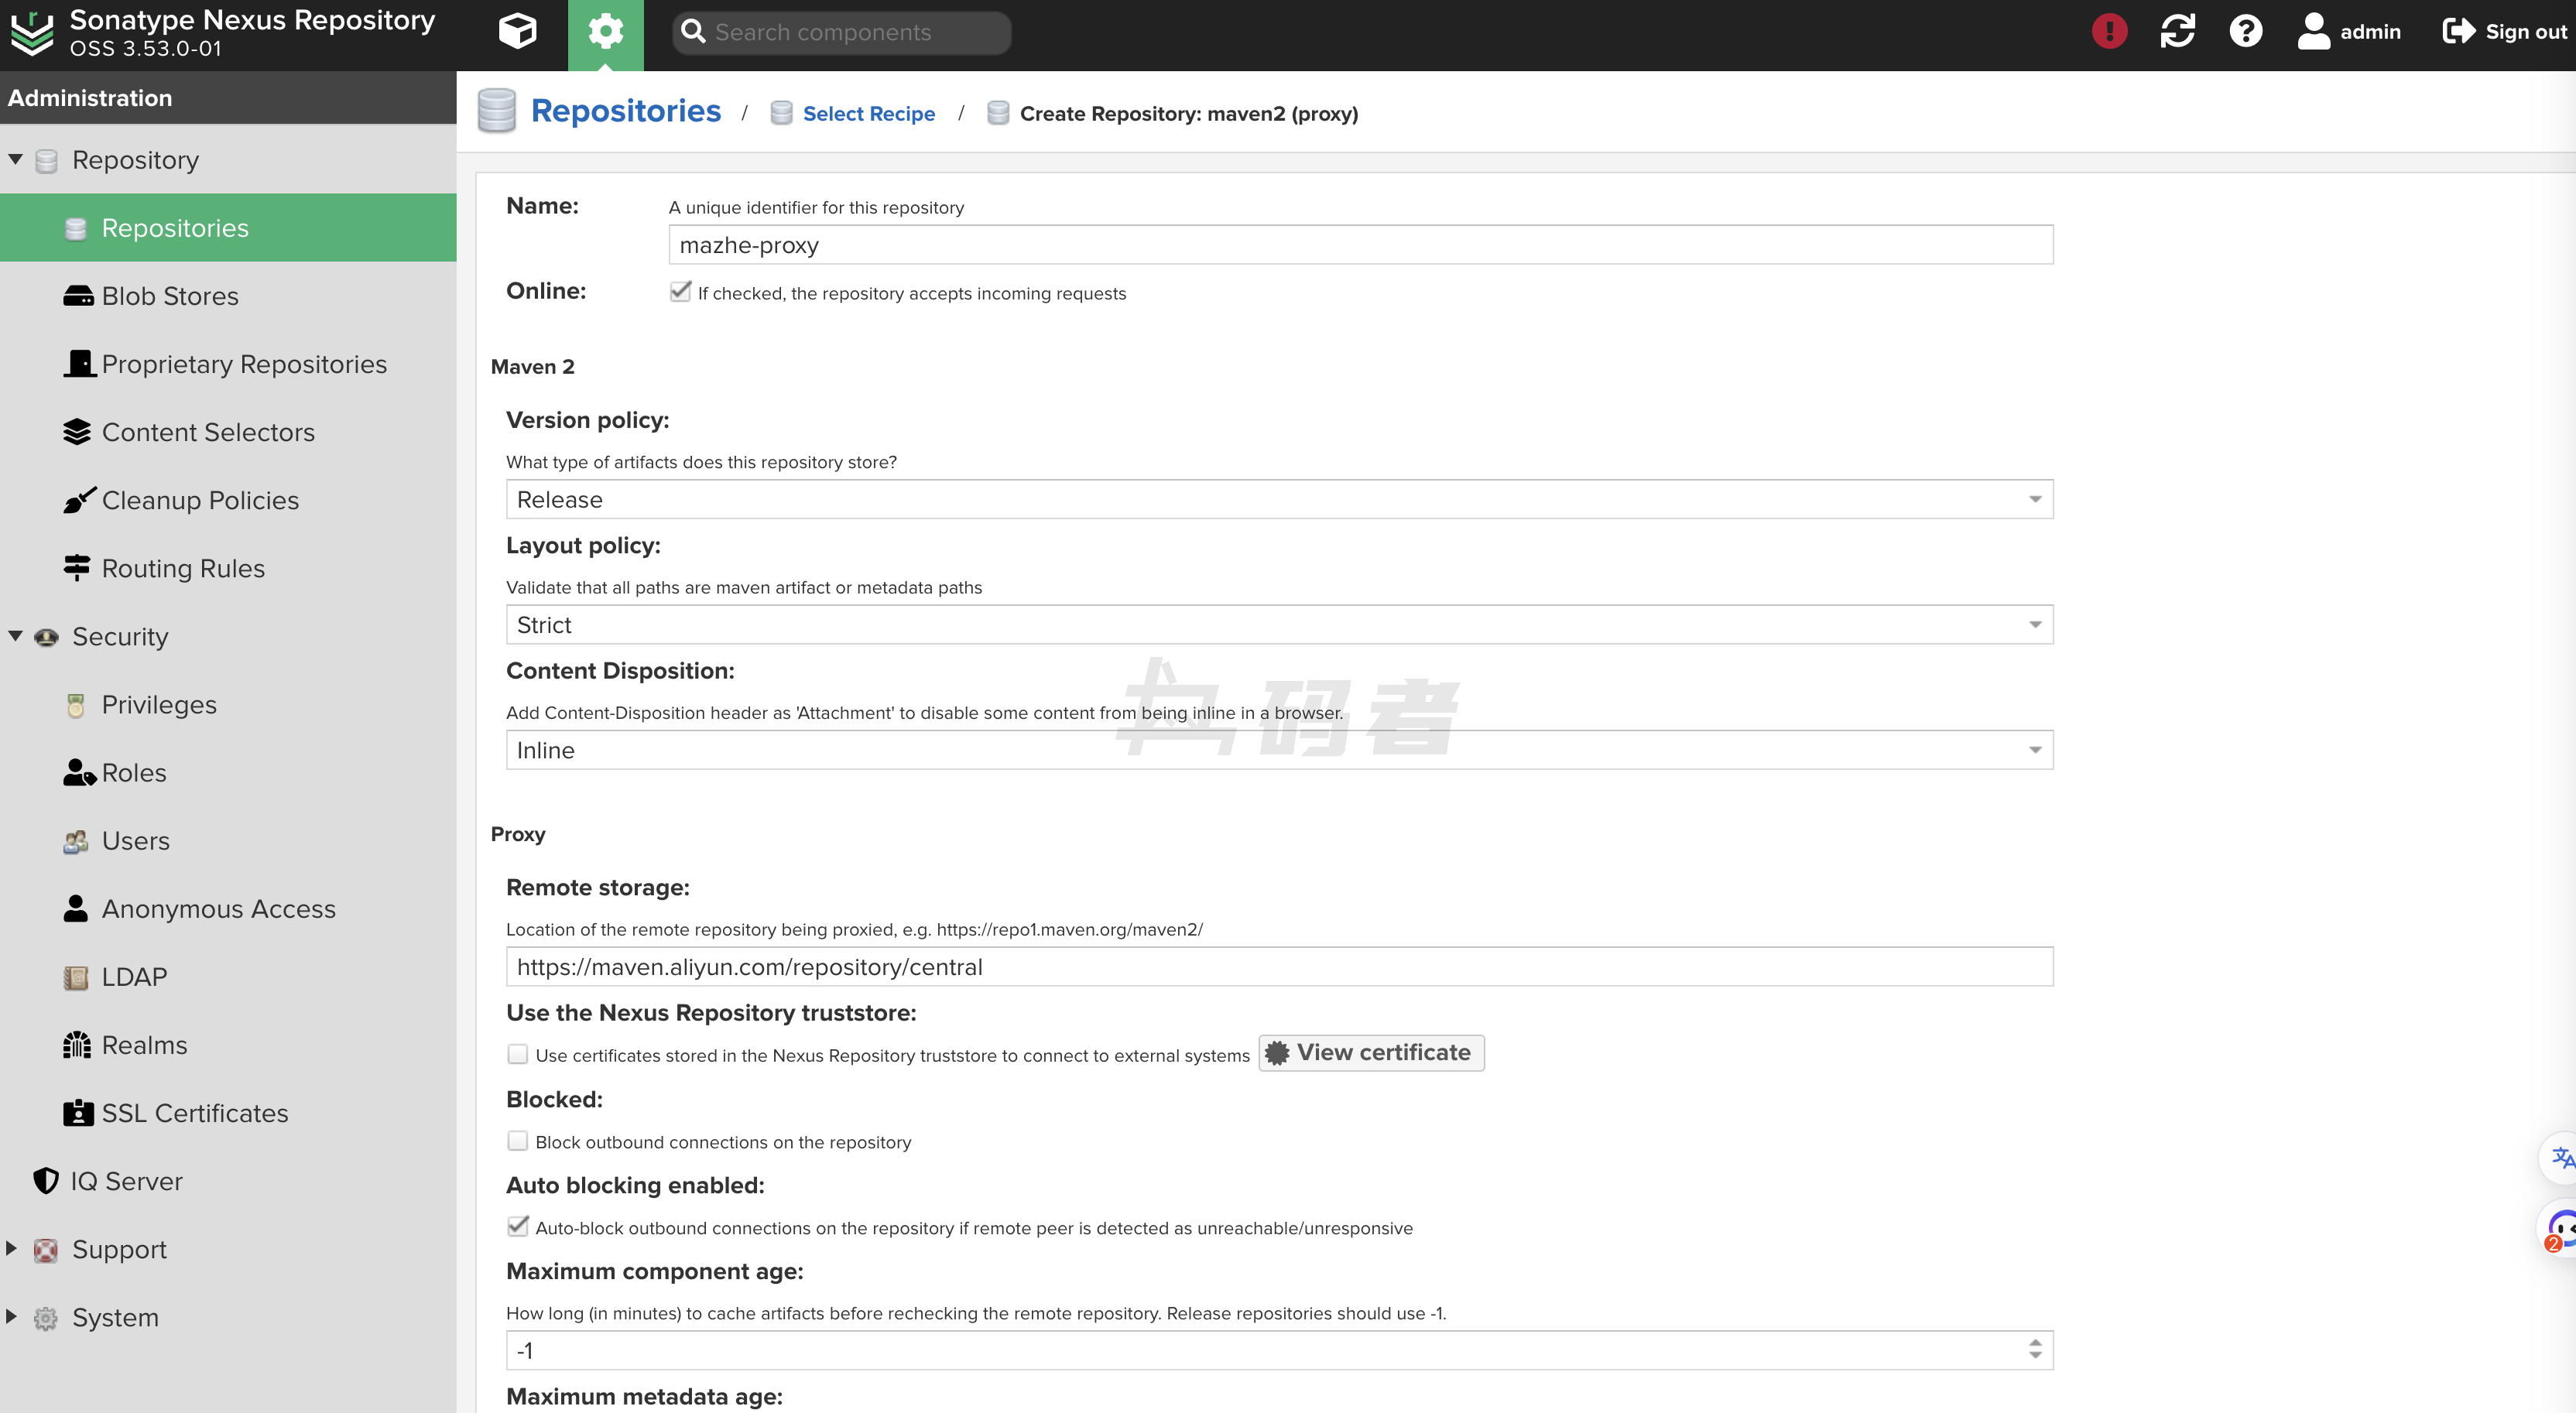 Sonatype Nexus Repository
OSS 3.53.0-01
Search components
admin
Sign out
Administration
Repository
Repositories
Blob Stores
Proprietary Repositories
Content Selectors
Cleanup Policies
Routing Rules
Security
Privileges
Roles
Users
Anonymous Access
LDAP
Realms
SSL Certificates
IQ Server
Support
System
Repositories / Select Recipe / Create Repository: maven2 (proxy)
Name:
A unique identifier for this repository
mazhe-proxy
Online:
If checked, the repository accepts incoming requests
Maven 2
Version policy:
What type of artifacts does this repository store?
Release
Layout policy:
Validate that all paths are maven artifact or metadata paths
Strict
Content Disposition:
Add Content-Disposition header as 'Attachment' to disable some content from being inline in a browser.
Inline
码者
Proxy
Remote storage:
Location of the remote repository being proxied, e.g. https://repo1.maven.org/maven2/
https://maven.aliyun.com/repository/central
Use the Nexus Repository truststore:
Use certificates stored in the Nexus Repository truststore to connect to external systems
View certificate
Blocked:
Block outbound connections on the repository
Auto blocking enabled:
Auto-block outbound connections on the repository if remote peer is detected as unreachable/unresponsive
Maximum component age:
How long (in minutes) to cache artifacts before rechecking the remote repository. Release repositories should use -1.
-1
Maximum metadata age:
2